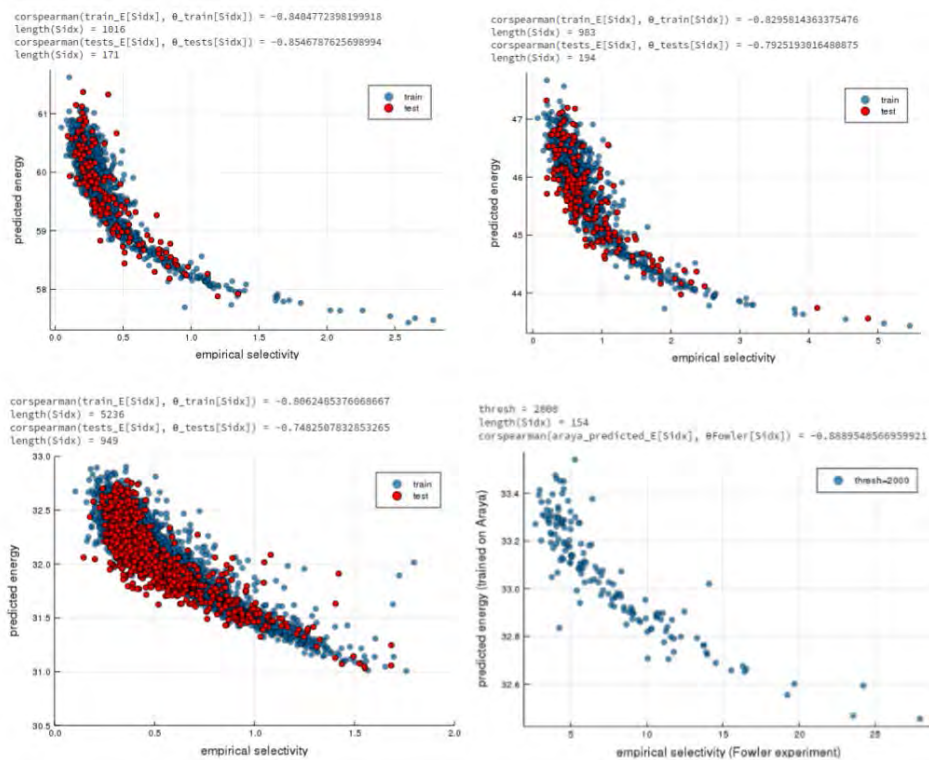 corspearman(train_E[Sidx], θ_train[Sidx]) = -0.8484772398199918
length(Sidx) = 1016
corspearman(tests_E[Sidx], θ_tests[Sidx]) = -0.8546787625698994
length(Sidx) = 171
61
60
59
58
predicted energy
train
test
0.0 0.5 1.0 1.5 2.0 2.5
empirical selectivity
corspearman(train_E[Sidx], θ_train[Sidx]) = -0.8295814363375476
length(Sidx) = 983
corspearman(tests_E[Sidx], θ_tests[Sidx]) = -0.7925193016480875
length(Sidx) = 194
47
46
45
44
predicted energy
train
test
0 1 2 3 4 5
empirical selectivity
corspearman(train_E[Sidx], θ_train[Sidx]) = -0.8062485376068667
length(Sidx) = 5236
corspearman(tests_E[Sidx], θ_tests[Sidx]) = -0.7482507832853265
length(Sidx) = 949
33.0
32.5
32.0
31.5
31.0
30.5
predicted energy
train
test
0.0 0.5 1.0 1.5 2.0
empirical selectivity
thresh = 2000
length(Sidx) = 154
corspearman(araya_predicted_E[Sidx], θFowler[Sidx]) = -0.8889548566959921
33.4
33.2
33.0
32.8
32.6
predicted energy (trained on Araya)
thresh=2000
5 10 15 20 25
empirical selectivity (Fowler experiment)